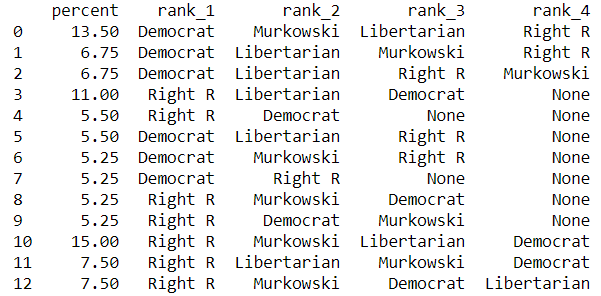 percent rank_1 rank_2 rank_3 rank_4
0 13.50 Democrat Murkowski Libertarian Right R
1 6.75 Democrat Libertarian Murkowski Right R
2 6.75 Democrat Libertarian Right R Murkowski
3 11.00 Right R Libertarian Democrat None
4 5.50 Right R Democrat None None
5 5.50 Democrat Libertarian Right R None
6 5.25 Democrat Murkowski Right R None
7 5.25 Democrat Right R None None
8 5.25 Right R Murkowski Democrat None
9 5.25 Right R Democrat Murkowski None
10 15.00 Right R Murkowski Libertarian Democrat
11 7.50 Right R Libertarian Murkowski Democrat
12 7.50 Right R Murkowski Democrat Libertarian